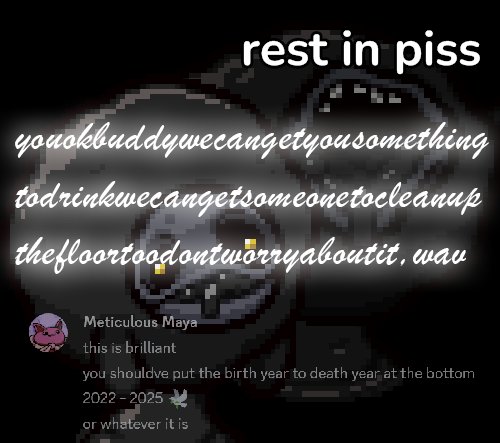 rest in piss
youokbuddywecangetyousomething
todrinkwecangetsomeonetocleanup
thefloortoodontworryaboutit.wav
Meticulous Maya
this is brilliant
you shouldve put the birth year to death year at the bottom
2022 - 2025 🕊️
or whatever it is